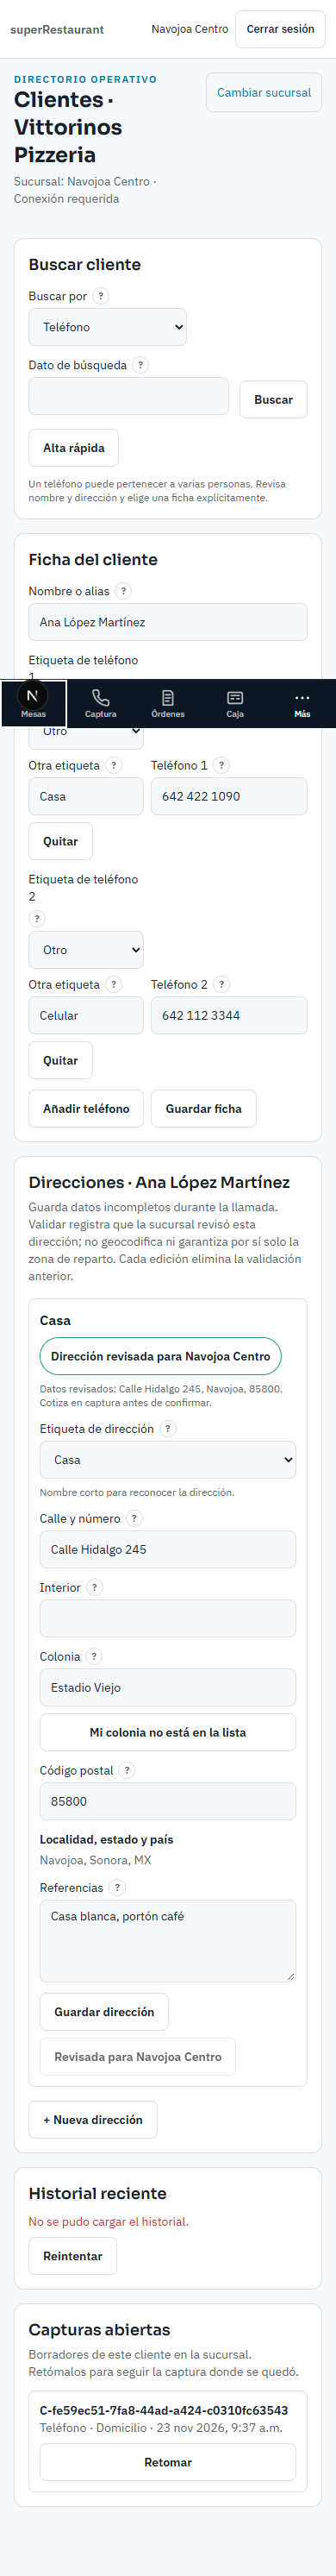 superRestaurant
Navojoa Centro
Cerrar sesión
DIRECTORIO OPERATIVO
Clientes ·
Vittorinos
Pizzeria
Cambiar sucursal
Sucursal: Navojoa Centro ·
Conexión requerida
Buscar cliente
Buscar por ?
Teléfono
Dato de búsqueda ?
Buscar
Alta rápida
Un teléfono puede pertenecer a varias personas. Revisa
nombre y dirección y elige una ficha explícitamente.
Ficha del cliente
Nombre o alias ?
Ana López Martínez
Etiqueta de teléfono
1
N
Mesas
Captura
Órdenes
Caja
Más
Otro
Otra etiqueta ?
Teléfono 1 ?
Casa
642 422 1090
Quitar
Etiqueta de teléfono
2
?
Otro
Otra etiqueta ?
Teléfono 2 ?
Celular
642 112 3344
Quitar
Añadir teléfono
Guardar ficha
Direcciones · Ana López Martínez
Guarda datos incompletos durante la llamada.
Validar registra que la sucursal revisó esta
dirección; no geocodifica ni garantiza por sí solo la
zona de reparto. Cada edición elimina la validación
anterior.
Casa
Dirección revisada para Navojoa Centro
Datos revisados: Calle Hidalgo 245, Navojoa, 85800.
Cotiza en captura antes de confirmar.
Etiqueta de dirección ?
Casa
Nombre corto para reconocer la dirección.
Calle y número ?
Calle Hidalgo 245
Interior ?
Colonia ?
Estadio Viejo
Mi colonia no está en la lista
Código postal ?
85800
Localidad, estado y país
Navojoa, Sonora, MX
Referencias ?
Casa blanca, portón café
Guardar dirección
Revisada para Navojoa Centro
+ Nueva dirección
Historial reciente
No se pudo cargar el historial.
Reintentar
Capturas abiertas
Borradores de este cliente en la sucursal.
Retómalos para seguir la captura donde se quedó.
C-fe59ec51-7fa8-44ad-a424-c0310fc63543
Teléfono · Domicilio · 23 nov 2026, 9:37 a.m.
Retomar